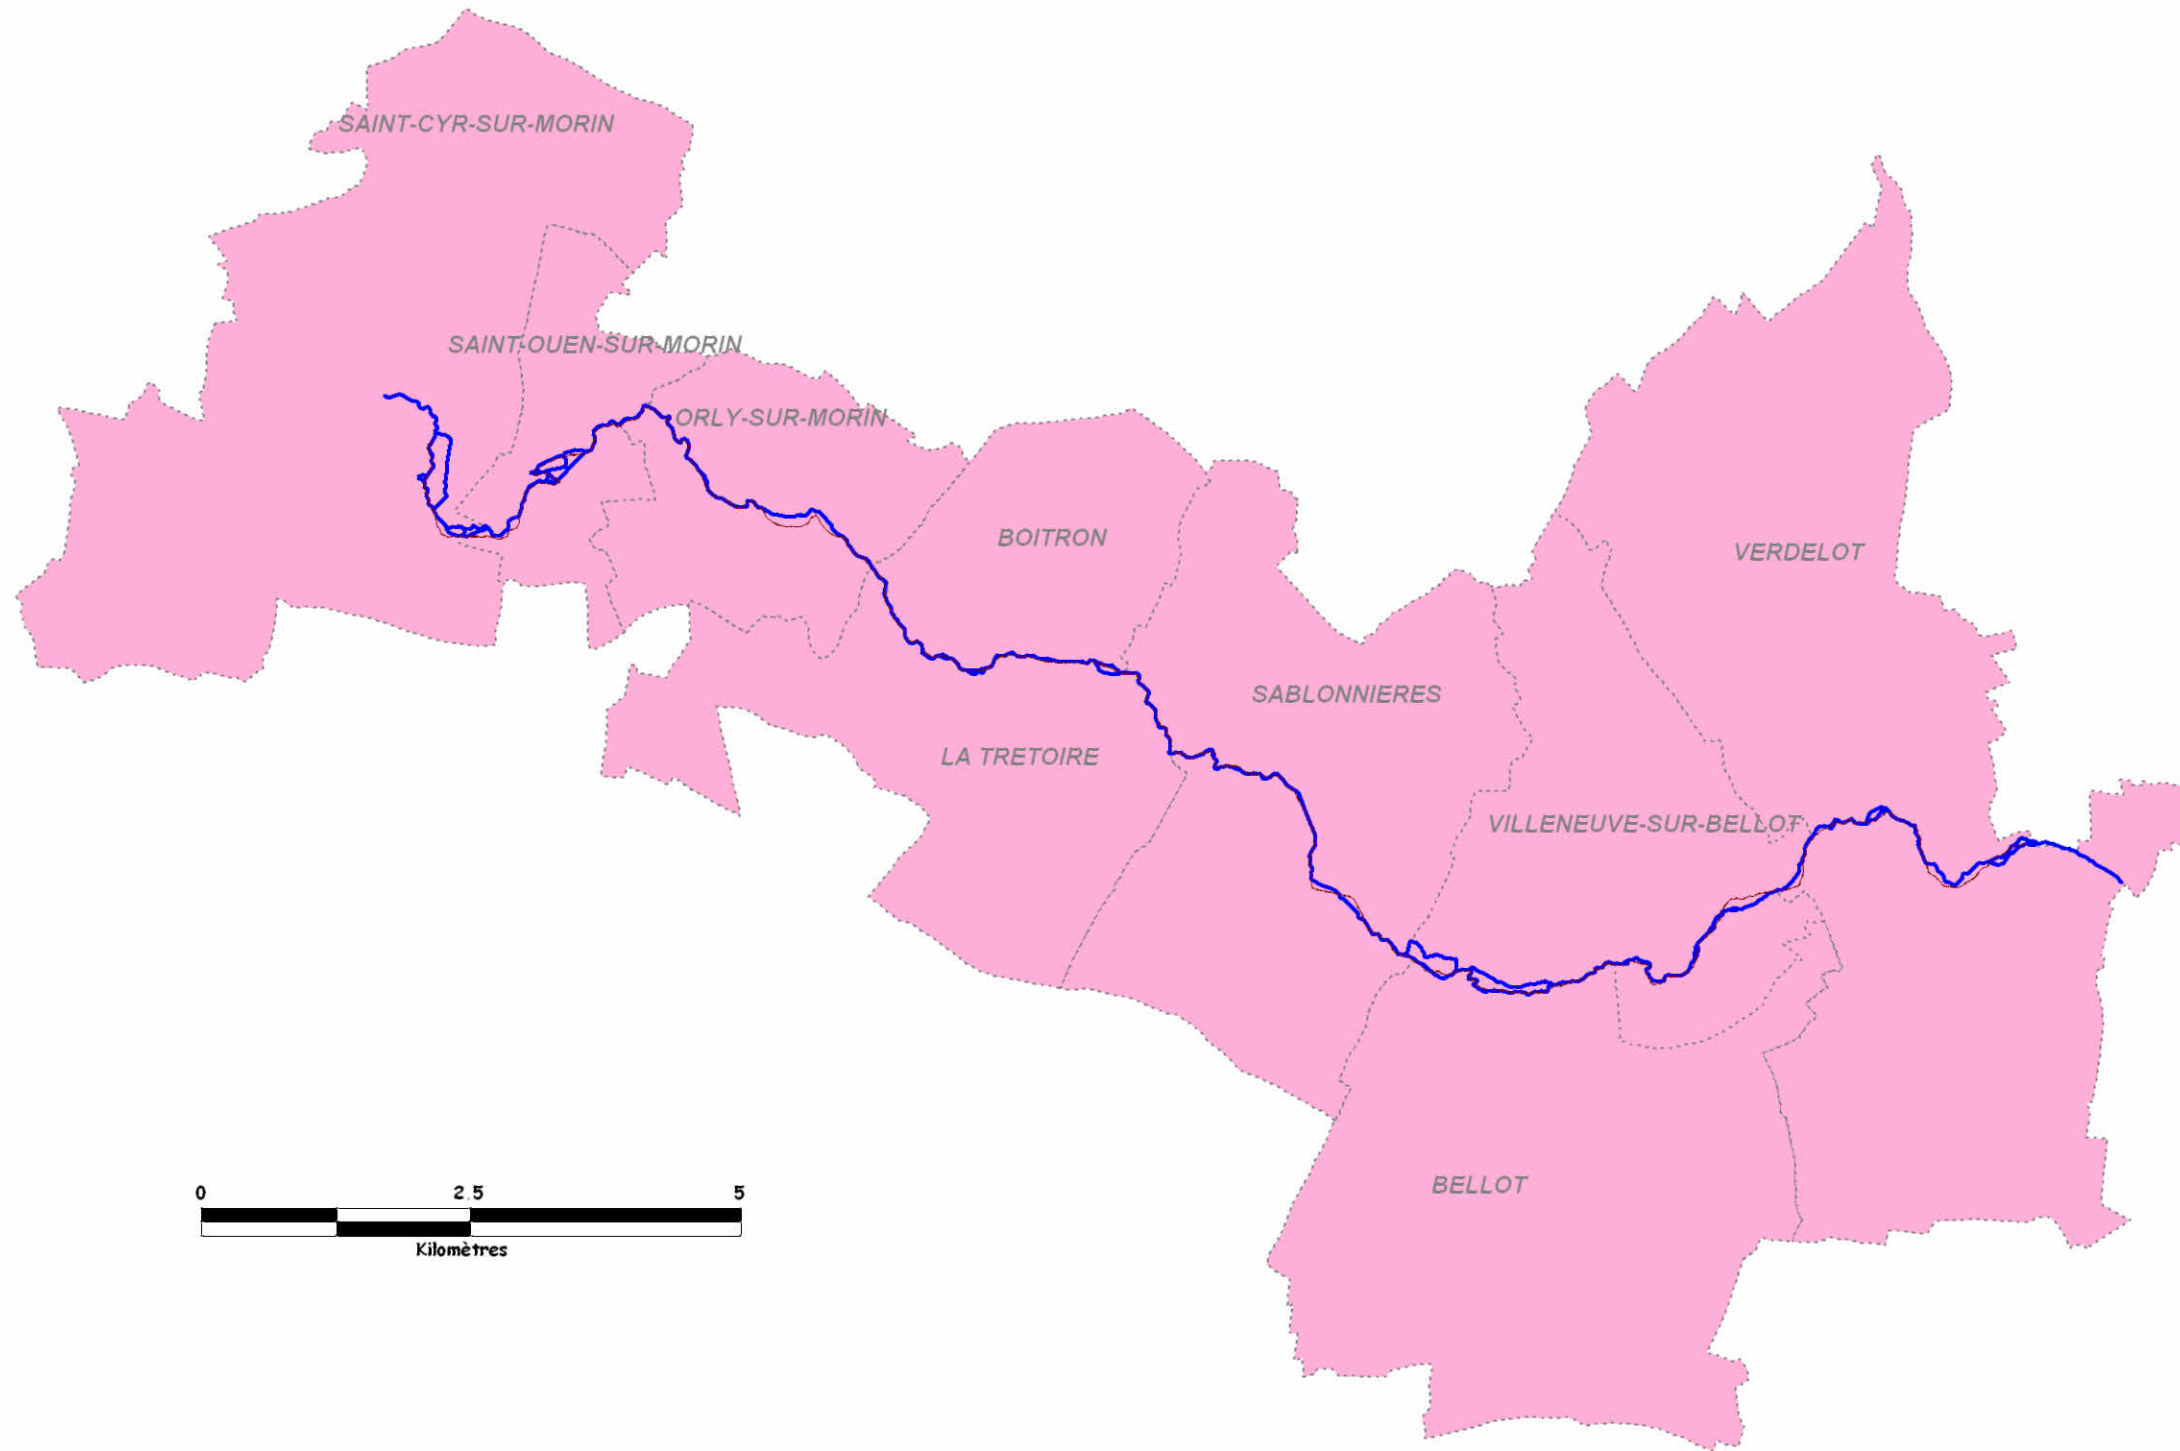 SAINT-CYR-SUR-MORIN
SAINT-OUEN-SUR-MORIN
ORLY-SUR-MORIN
BOITRON
VERDELOT
SABLONNIERES
LA TRETOIRE
VILLENEUVE-SUR-BELLOT
BELLOT
0 2.5 5
Kilomètres